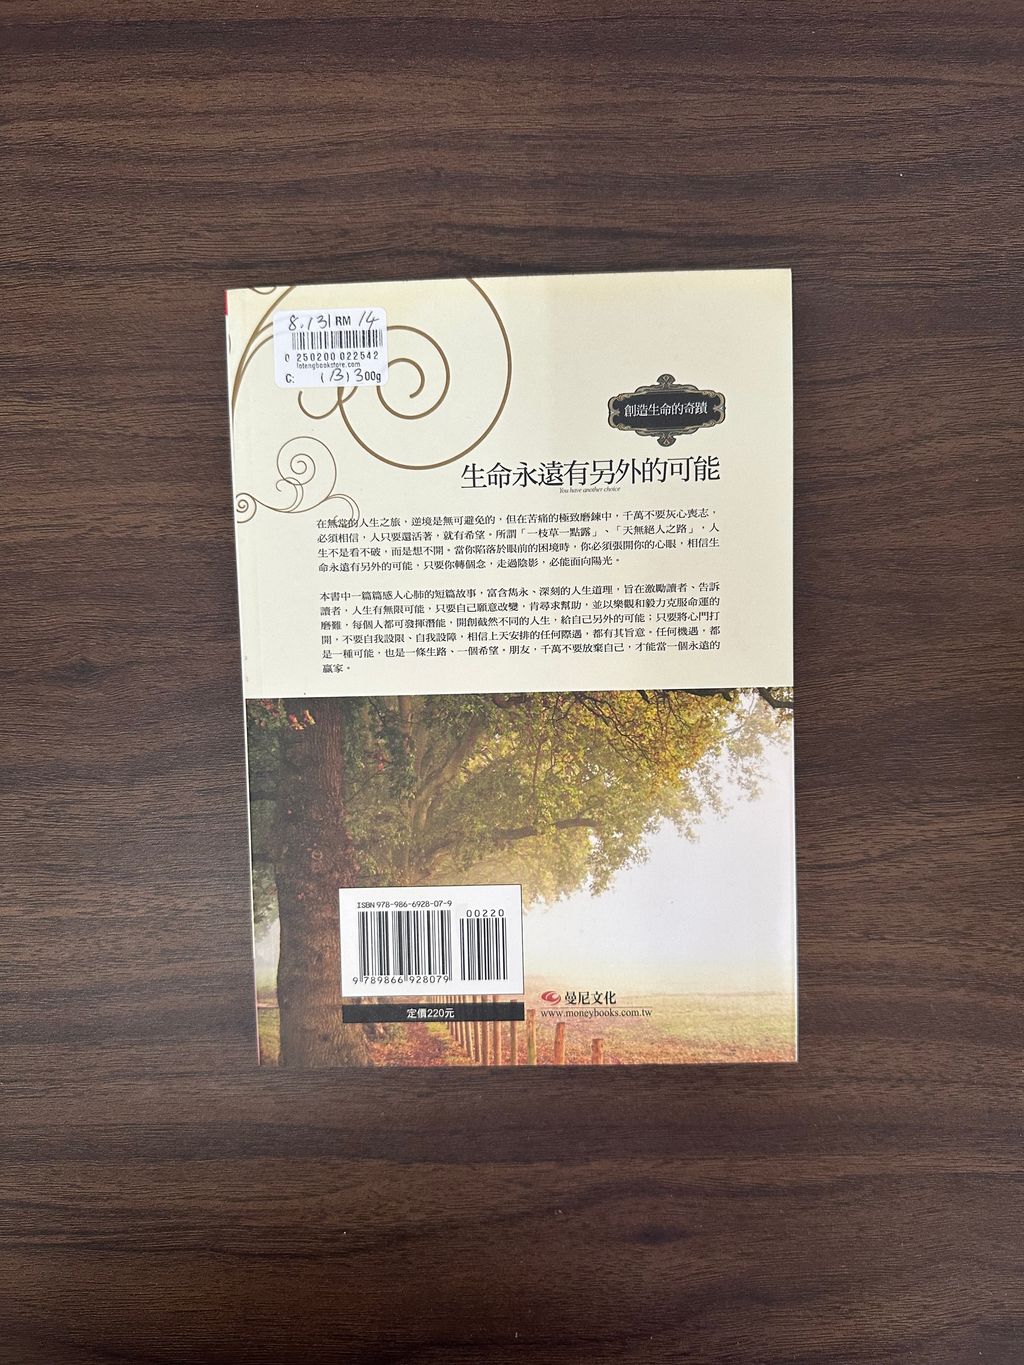 8.131 RM 14
0 250200 022542
lotengbookstore.com
C: (B) 300g
創造生命的奇蹟
生命永遠有另外的可能
You have another choice
在無常的人生之旅，逆境是無可避免的，但在苦痛的極致磨鍊中，千萬不要灰心喪志，
必須相信，人只要還活著，就有希望。所謂「一枝草一點露」、「天無絕人之路」，人
生不是看不破，而是想不開。當你陷落於眼前的困境時，你必須張開你的心眼，相信生
命永遠有另外的可能，只要你轉個念，走過陰影，必能面向陽光。
本書中一篇篇感人心肺的短篇故事，富含雋永、深刻的人生道理，旨在激勵讀者、告訴
讀者，人生有無限可能，只要自己願意改變，肯尋求幫助，並以樂觀和毅力克服命運的
磨難，每個人都可發揮潛能，開創截然不同的人生，給自己另外的可能；只要將心門打
開，不要自我設限、自我設障，相信上天安排的任何際遇，都有其旨意。任何機遇，都
是一種可能，也是一條生路、一個希望。朋友，千萬不要放棄自己，才能當一個永遠的
贏家。
ISBN 978-986-6928-07-9
00220
9 789866 928079
定價220元
曼尼文化
www.moneybooks.com.tw